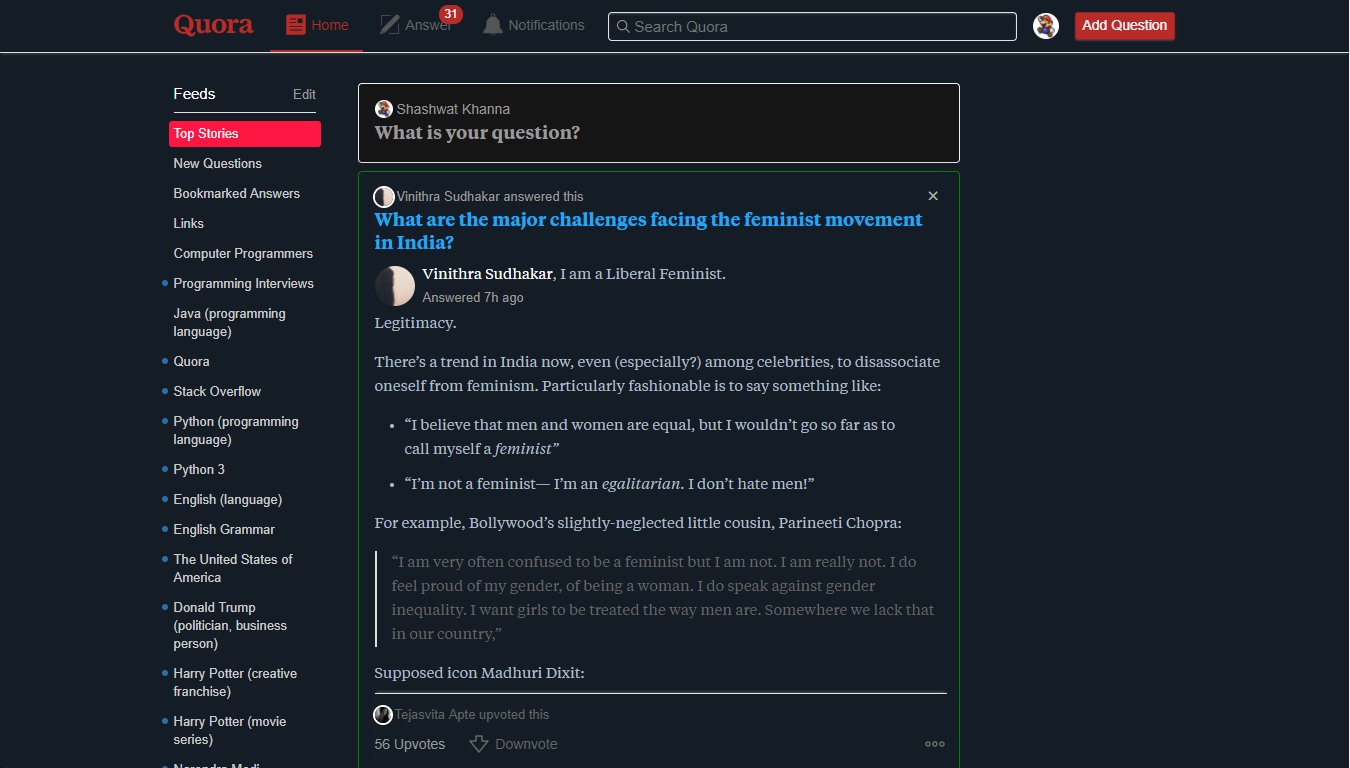 Quora
Home
Answer
31
Notifications
Search Quora
Add Question
Feeds
Edit
Top Stories
New Questions
Bookmarked Answers
Links
Computer Programmers
Programming Interviews
Java (programming
language)
Quora
Stack Overflow
Python (programming
language)
Python 3
English (language)
English Grammar
The United States of
America
Donald Trump
(politician, business
person)
Harry Potter (creative
franchise)
Harry Potter (movie
series)
Narendra Modi
Shashwat Khanna
What is your question?
Vinithra Sudhakar answered this
What are the major challenges facing the feminist movement
in India?
Vinithra Sudhakar, I am a Liberal Feminist.
Answered 7h ago
Legitimacy.
There’s a trend in India now, even (especially?) among celebrities, to disassociate
oneself from feminism. Particularly fashionable is to say something like:
• “I believe that men and women are equal, but I wouldn’t go so far as to
call myself a feminist”
• “I’m not a feminist— I’m an egalitarian. I don’t hate men!”
For example, Bollywood’s slightly-neglected little cousin, Parineeti Chopra:
“I am very often confused to be a feminist but I am not. I am really not. I do
feel proud of my gender, of being a woman. I do speak against gender
inequality. I want girls to be treated the way men are. Somewhere we lack that
in our country,”
Supposed icon Madhuri Dixit:
Tejasvita Apte upvoted this
56 Upvotes
Downvote